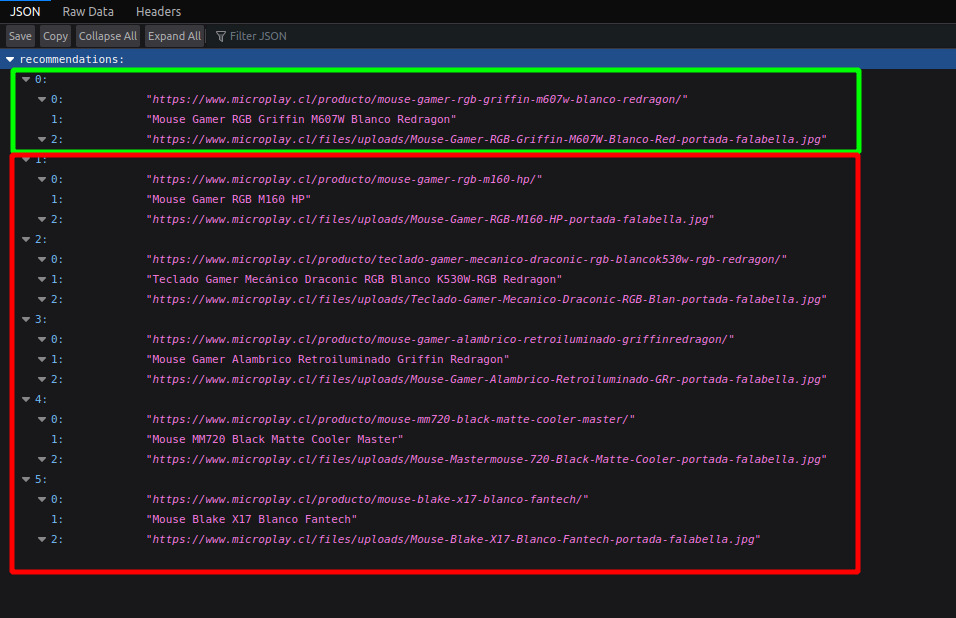 JSON Raw Data Headers
Save Copy Collapse All Expand All Filter JSON
recommendations:
0:
0: "https://www.microplay.cl/producto/mouse-gamer-rgb-griffin-m607w-blanco-redragon/"
1: "Mouse Gamer RGB Griffin M607W Blanco Redragon"
2: "https://www.microplay.cl/files/uploads/Mouse-Gamer-RGB-Griffin-M607W-Blanco-Red-portada-falabella.jpg"
1:
0: "https://www.microplay.cl/producto/mouse-gamer-rgb-m160-hp/"
1: "Mouse Gamer RGB M160 HP"
2: "https://www.microplay.cl/files/uploads/Mouse-Gamer-RGB-M160-HP-portada-falabella.jpg"
2:
0: "https://www.microplay.cl/producto/teclado-gamer-mecanico-draconic-rgb-blancok530w-rgb-redragon/"
1: "Teclado Gamer Mecánico Draconic RGB Blanco K530W-RGB Redragon"
2: "https://www.microplay.cl/files/uploads/Teclado-Gamer-Mecanico-Draconic-RGB-Blan-portada-falabella.jpg"
3:
0: "https://www.microplay.cl/producto/mouse-gamer-alambrico-retroiluminado-griffinredragon/"
1: "Mouse Gamer Alambrico Retroiluminado Griffin Redragon"
2: "https://www.microplay.cl/files/uploads/Mouse-Gamer-Alambrico-Retroiluminado-GRr-portada-falabella.jpg"
4:
0: "https://www.microplay.cl/producto/mouse-mm720-black-matte-cooler-master/"
1: "Mouse MM720 Black Matte Cooler Master"
2: "https://www.microplay.cl/files/uploads/Mouse-Mastermouse-720-Black-Matte-Cooler-portada-falabella.jpg"
5:
0: "https://www.microplay.cl/producto/mouse-blake-x17-blanco-fantech/"
1: "Mouse Blake X17 Blanco Fantech"
2: "https://www.microplay.cl/files/uploads/Mouse-Blake-X17-Blanco-Fantech-portada-falabella.jpg"